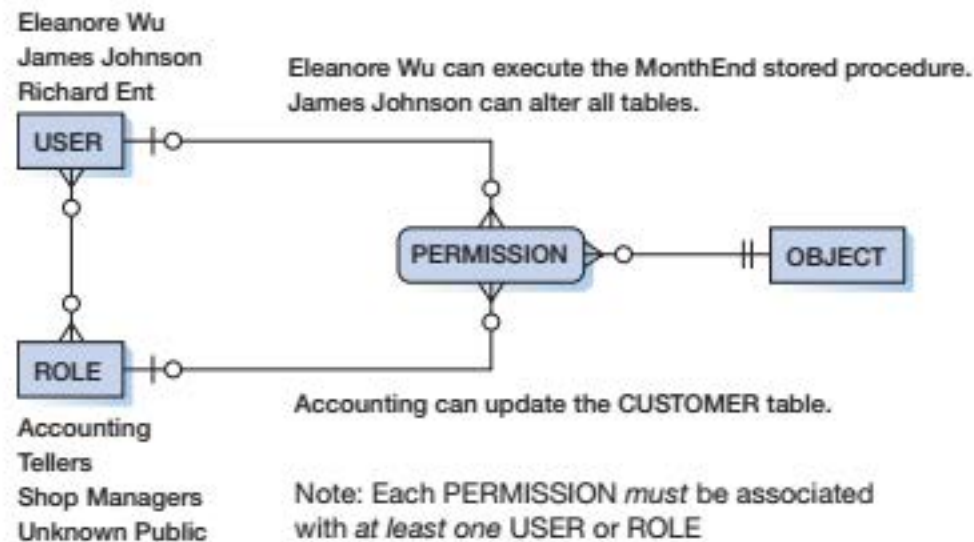 Eleanore Wu
James Johnson
Richard Ent
Eleanore Wu can execute the MonthEnd stored procedure.
James Johnson can alter all tables.
USER
PERMISSION
OBJECT
ROLE
Accounting can update the CUSTOMER table.
Accounting
Tellers
Shop Managers
Unknown Public
Note: Each PERMISSION must be associated
with at least one USER or ROLE